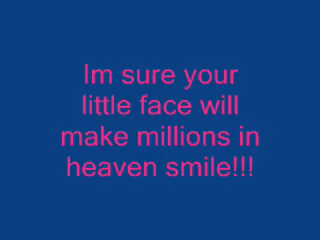 Im sure your
little face will
make millions in
heaven smile!!!